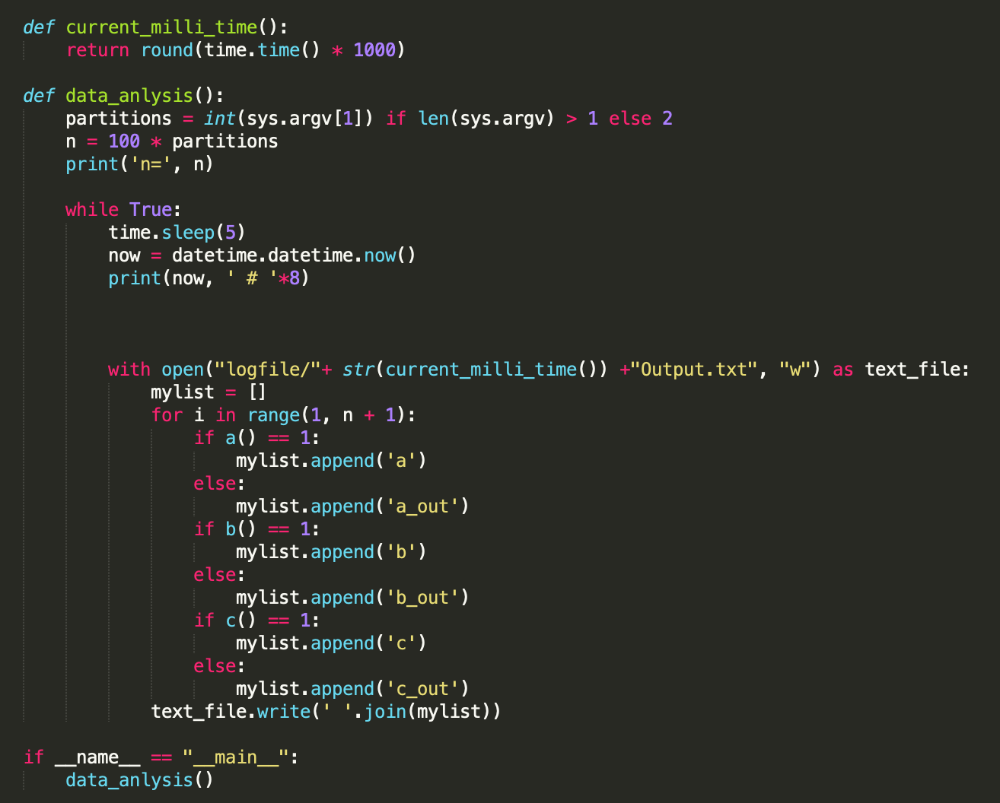 def current_milli_time():
    return round(time.time() * 1000)

def data_anlysis():
    partitions = int(sys.argv[1]) if len(sys.argv) > 1 else 2
    n = 100 * partitions
    print('n=', n)

    while True:
        time.sleep(5)
        now = datetime.datetime.now()
        print(now, ' # '*8)



        with open("logfile/"+ str(current_milli_time()) +"Output.txt", "w") as text_file:
            mylist = []
            for i in range(1, n + 1):
                if a() == 1:
                    mylist.append('a')
                else:
                    mylist.append('a_out')
                if b() == 1:
                    mylist.append('b')
                else:
                    mylist.append('b_out')
                if c() == 1:
                    mylist.append('c')
                else:
                    mylist.append('c_out')
            text_file.write(' '.join(mylist))

if __name__ == "__main__":
    data_anlysis()